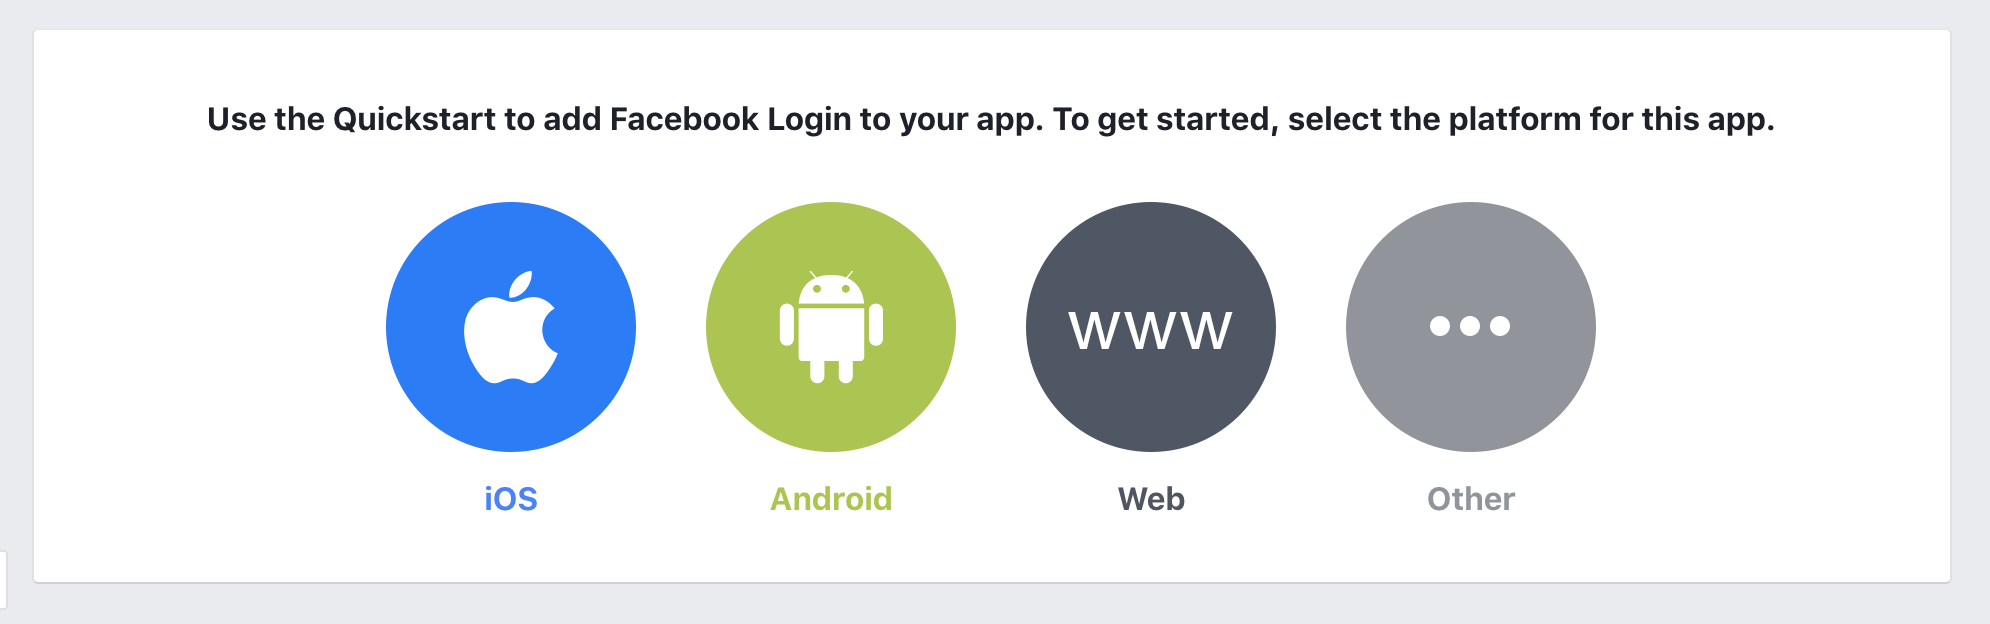 Use the Quickstart to add Facebook Login to your app. To get started, select the platform for this app.
www
iOS
Android
Web
Other